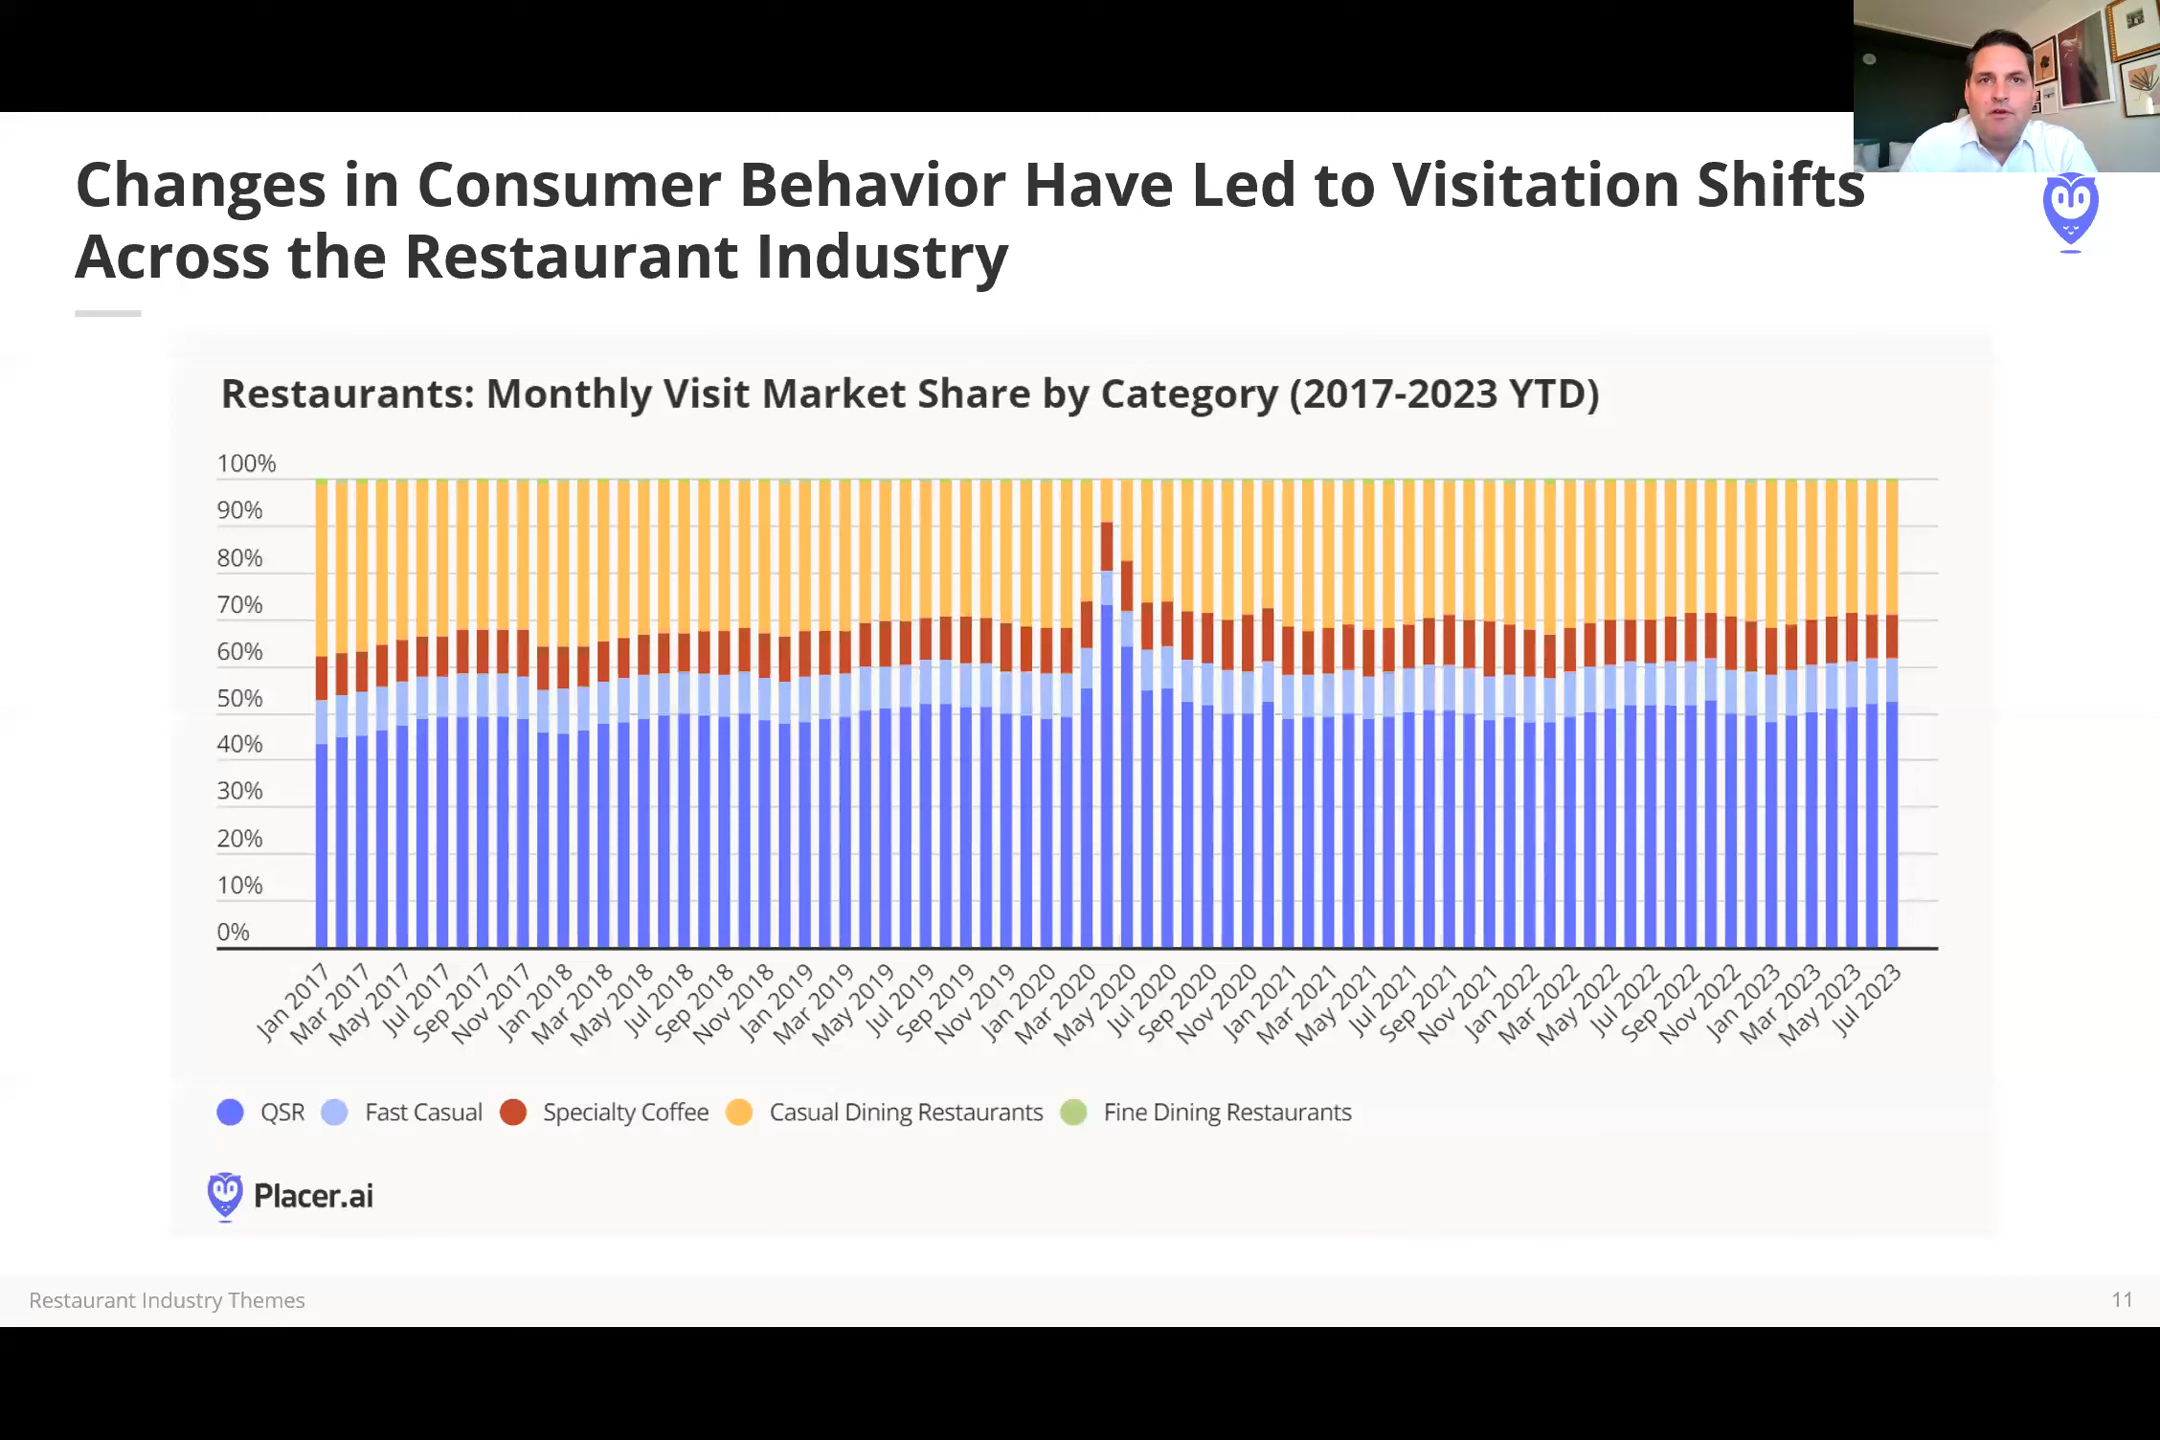 Changes in Consumer Behavior Have Led to Visitation Shifts
Across the Restaurant Industry
Restaurants: Monthly Visit Market Share by Category (2017-2023 YTD)
100%
90%
80%
70%
60%
50%
40%
30%
20%
10%
0%
Jan 2017
Mar 2017
May 2017
Jul 2017
Sep 2017
Nov 2017
Jan 2018
Mar 2018
May 2018
Jul 2018
Sep 2018
Nov 2018
Jan 2019
Mar 2019
May 2019
Jul 2019
Sep 2019
Nov 2019
Jan 2020
Mar 2020
May 2020
Jul 2020
Sep 2020
Nov 2020
Jan 2021
Mar 2021
May 2021
Jul 2021
Sep 2021
Nov 2021
Jan 2022
Mar 2022
May 2022
Jul 2022
Sep 2022
Nov 2022
Jan 2023
Mar 2023
May 2023
Jul 2023
QSR Fast Casual Specialty Coffee Casual Dining Restaurants Fine Dining Restaurants
Placer.ai
Restaurant Industry Themes
11